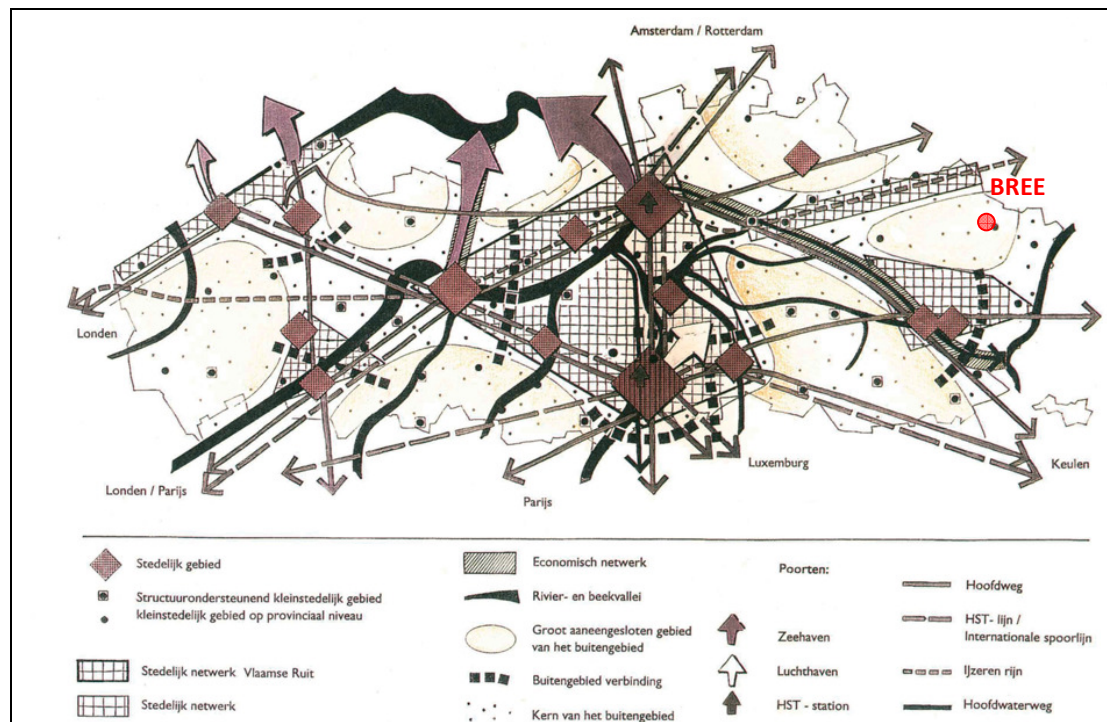 Amsterdam / Rotterdam
BREE
Londen
Londen / Parijs
Parijs
Luxemburg
Keulen
Stedelijk gebied
Structuurondersteunend kleinstedelijk gebied
kleinstedelijk gebied op provinciaal niveau
Stedelijk netwerk Vlaamse Ruit
Stedelijk netwerk
Economisch netwerk
Rivier- en beekvallei
Groot aaneengesloten gebied
van het buitengebied
Buitengebied verbinding
Kern van het buitengebied
Poorten:
Zeehaven
Luchthaven
HST - station
Hoofdweg
HST- lijn /
Internationale spoorlijn
IJzeren rijn
Hoofdwaterweg